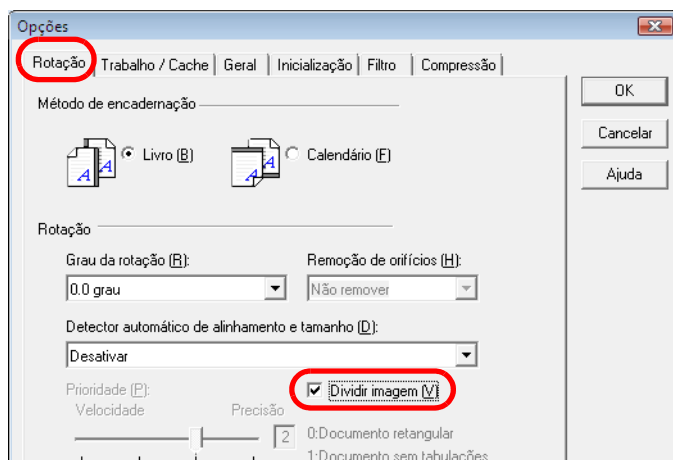 Opções
Rotação Trabalho / Cache Geral Inicialização Filtro Compressão
OK
Método de encadernação
Cancelar
A A Livro (B) A A Calendário (F)
Ajuda
Rotação
Grau da rotação (R): Remoção de orifícios (H):
0.0 grau Não remover
Detector automático de alinhamento e tamanho (D):
Desativar
Prioridade (P): Dividir imagem (V)
Velocidade Precisão
2 0:Documento retangular
1:Documento sem tabulações